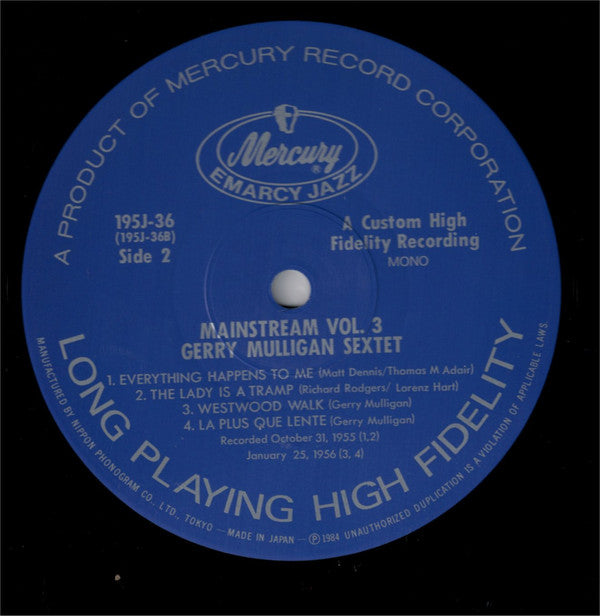 A PRODUCT OF MERCURY RECORD CORPORATION
Mercury®
EMARCY JAZZ
195J-36
(195J-36B)
Side 2
A Custom High
Fidelity Recording
MONO
MAINSTREAM VOL. 3
GERRY MULLIGAN SEXTET
1. EVERYTHING HAPPENS TO ME (Matt Dennis/Thomas M Adair)
2. THE LADY IS A TRAMP (Richard Rodgers/ Lorenz Hart)
3. WESTWOOD WALK (Gerry Mulligan)
4. LA PLUS QUE LENTE (Gerry Mulligan)
Recorded October 31, 1955 (1,2)
January 25, 1956 (3, 4)
LONG PLAYING HIGH FIDELITY
MANUFACTURED BY NIPPON PHONOGRAM CO., LTD., TOKYO —MADE IN JAPAN— ℗1984 UNAUTHORIZED DUPLICATION IS A VIOLATION OF APPLICABLE LAWS.